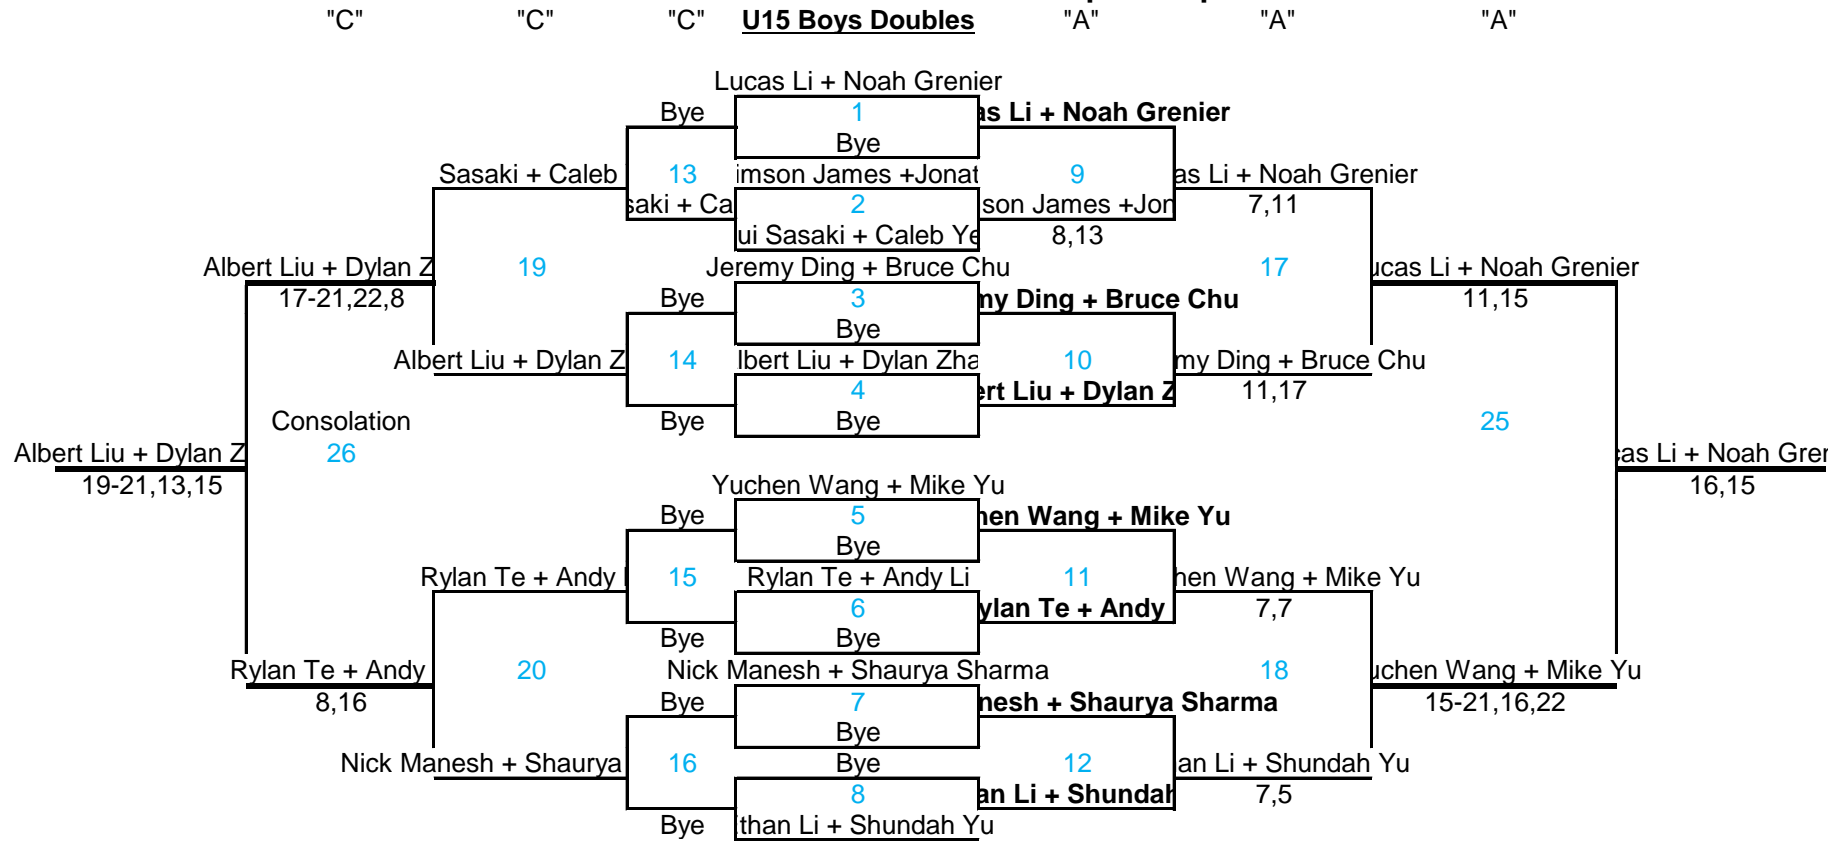 "C" "C" "C" U15 Boys Doubles "A" "A" "A"
Lucas Li + Noah Grenier
Bye 1 as Li + Noah Grenier
Bye
Sasaki + Caleb 13 imson James +Jonat 9 as Li + Noah Grenier
saki + Ca 2 son James +Jon 7,11
ui Sasaki + Caleb Ye 8,13
Albert Liu + Dylan Z 19 Jeremy Ding + Bruce Chu 17 ucas Li + Noah Grenier
17-21,22,8 Bye 3 my Ding + Bruce Chu 11,15
Bye
Albert Liu + Dylan Z 14 lbert Liu + Dylan Zha 10 my Ding + Bruce Chu
4 ert Liu + Dylan Z 11,17
Consolation Bye Bye 25
Albert Liu + Dylan Z 26 cas Li + Noah Gren
19-21,13,15 Yuchen Wang + Mike Yu 16,15
Bye 5 hen Wang + Mike Yu
Bye
Rylan Te + Andy 15 Rylan Te + Andy Li 11 hen Wang + Mike Yu
6 ylan Te + Andy 7,7
Bye Bye
Rylan Te + Andy 20 Nick Manesh + Shaurya Sharma 18 uchen Wang + Mike Yu
8,16 Bye 7 nesh + Shaurya Sharma 15-21,16,22
Bye
Nick Manesh + Shaurya 16 Bye 12 an Li + Shundah Yu
8 an Li + Shundah 7,5
Bye than Li + Shundah Yu